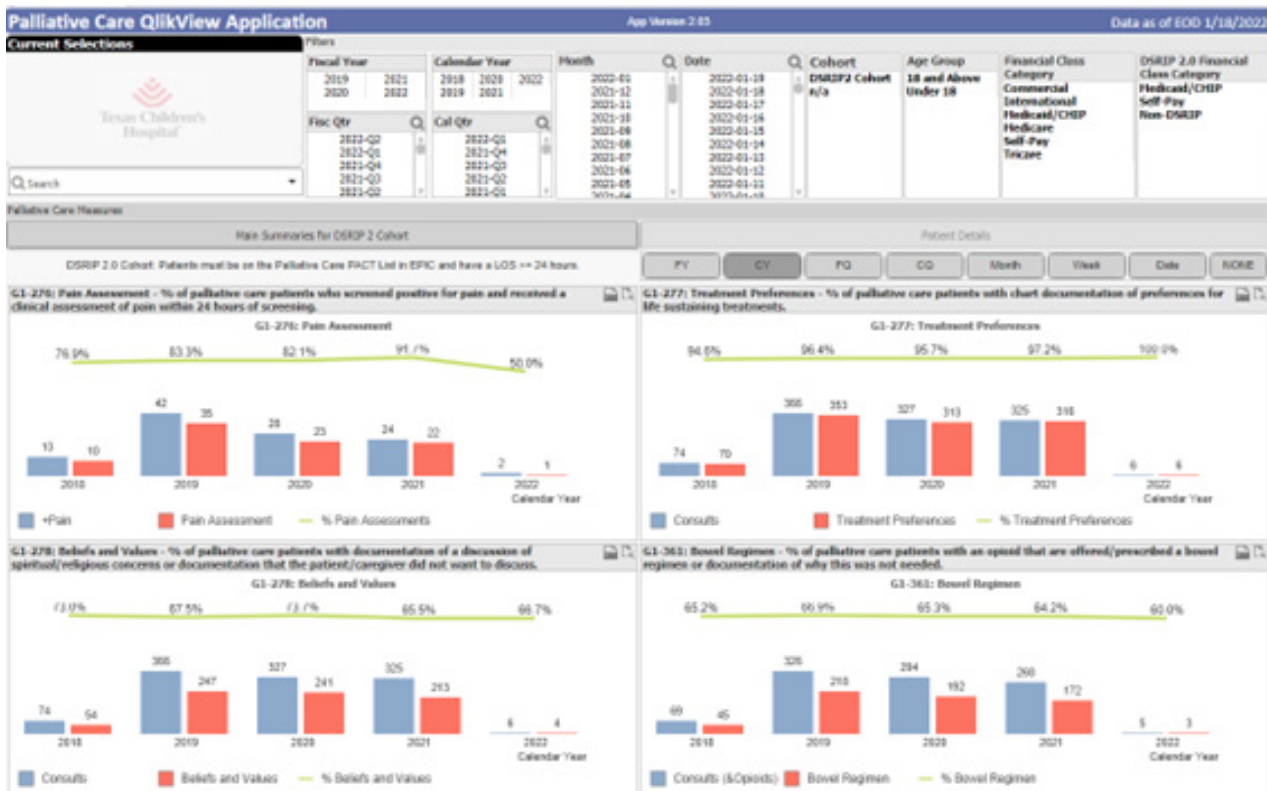 Palliative Care QlikView Application
App Version 2.03
Data as of EOD 1/18/2022
Current Selections
Texas Children's
Hospital
Search
Filters
Fiscal Year
2019 2021
2020 2022
Calendar Year
2018 2020 2022
2019 2021
Fisc Qtr
2022-Q2
2022-Q1
2021-Q4
2021-Q3
2021-Q2
Cal Qtr
2022-Q1
2021-Q4
2021-Q3
2021-Q2
2021-Q1
Month
2022-01
2021-12
2021-11
2021-10
2021-09
2021-08
2021-07
2021-06
2021-05
2021-04
Date
2022-01-19
2022-01-18
2022-01-17
2022-01-16
2022-01-15
2022-01-14
2022-01-13
2022-01-12
2022-01-11
2022-01-10
Cohort
DSRIP2 Cohort
n/a
Age Group
18 and Above
Under 18
Financial Class
Category
Commercial
International
Medicaid/CHIP
Medicare
Self-Pay
Tricare
DSRIP 2.0 Financial
Class Category
Medicaid/CHIP
Self-Pay
Non-DSRIP
Palliative Care Measures
Main Summaries for DSRIP 2 Cohort
Patient Details
DSRIP 2.0 Cohort: Patients must be on the Palliative Care PACT List in EPIC and have a LOS >= 24 hours.
FY CY FQ CQ Month Week Date NONE
G1-276: Pain Assessment - % of palliative care patients who screened positive for pain and received a
clinical assessment of pain within 24 hours of screening.
G1-276: Pain Assessment
76.9% 83.3% 82.1% 91.7% 50.0%
13 10 42 35 28 23 24 22 2 1
2018 2019 2020 2021 2022
Calendar Year
+Pain Pain Assessment % Pain Assessments
G1-277: Treatment Preferences - % of palliative care patients with chart documentation of preferences for
life sustaining treatments.
G1-277: Treatment Preferences
94.6% 96.4% 95.7% 97.2% 100.0%
74 70 366 353 327 313 325 316 6 6
2018 2019 2020 2021 2022
Calendar Year
Consults Treatment Preferences % Treatment Preferences
G1-278: Beliefs and Values - % of palliative care patients with documentation of a discussion of
spiritual/religious concerns or documentation that the patient/caregiver did not want to discuss.
G1-278: Beliefs and Values
73.0% 67.5% 73.7% 65.5% 66.7%
74 54 366 247 327 241 325 213 6 4
2018 2019 2020 2021 2022
Calendar Year
Consults Beliefs and Values % Beliefs and Values
G1-361: Bowel Regimen - % of palliative care patients with an opioid that are offered/prescribed a bowel
regimen or documentation of why this was not needed.
G1-361: Bowel Regimen
65.2% 66.9% 65.3% 64.2% 60.0%
69 45 326 218 294 192 268 172 5 3
2018 2019 2020 2021 2022
Calendar Year
Consults (&Opioids) Bowel Regimen % Bowel Regimen